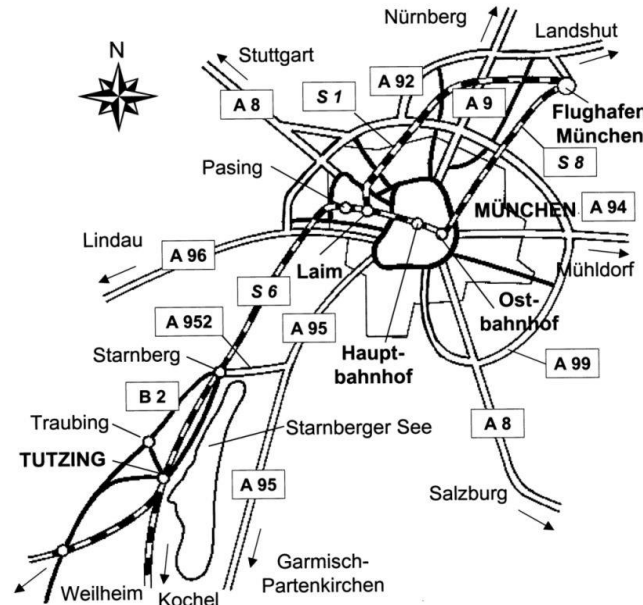 Nürnberg
Landshut
N
Stuttgart
A 92
S 1
A 8
A 9
Flughafen
München
S 8
Pasing
MÜNCHEN
A 94
Lindau
A 96
Laim
Mühldorf
S 6
Ost-
bahnhof
A 952
A 95
Haupt-
bahnhof
A 99
Starnberg
B 2
Traubing
Starnberger See
A 8
TUTZING
A 95
Salzburg
Garmisch-
Partenkirchen
Weilheim
Kochel